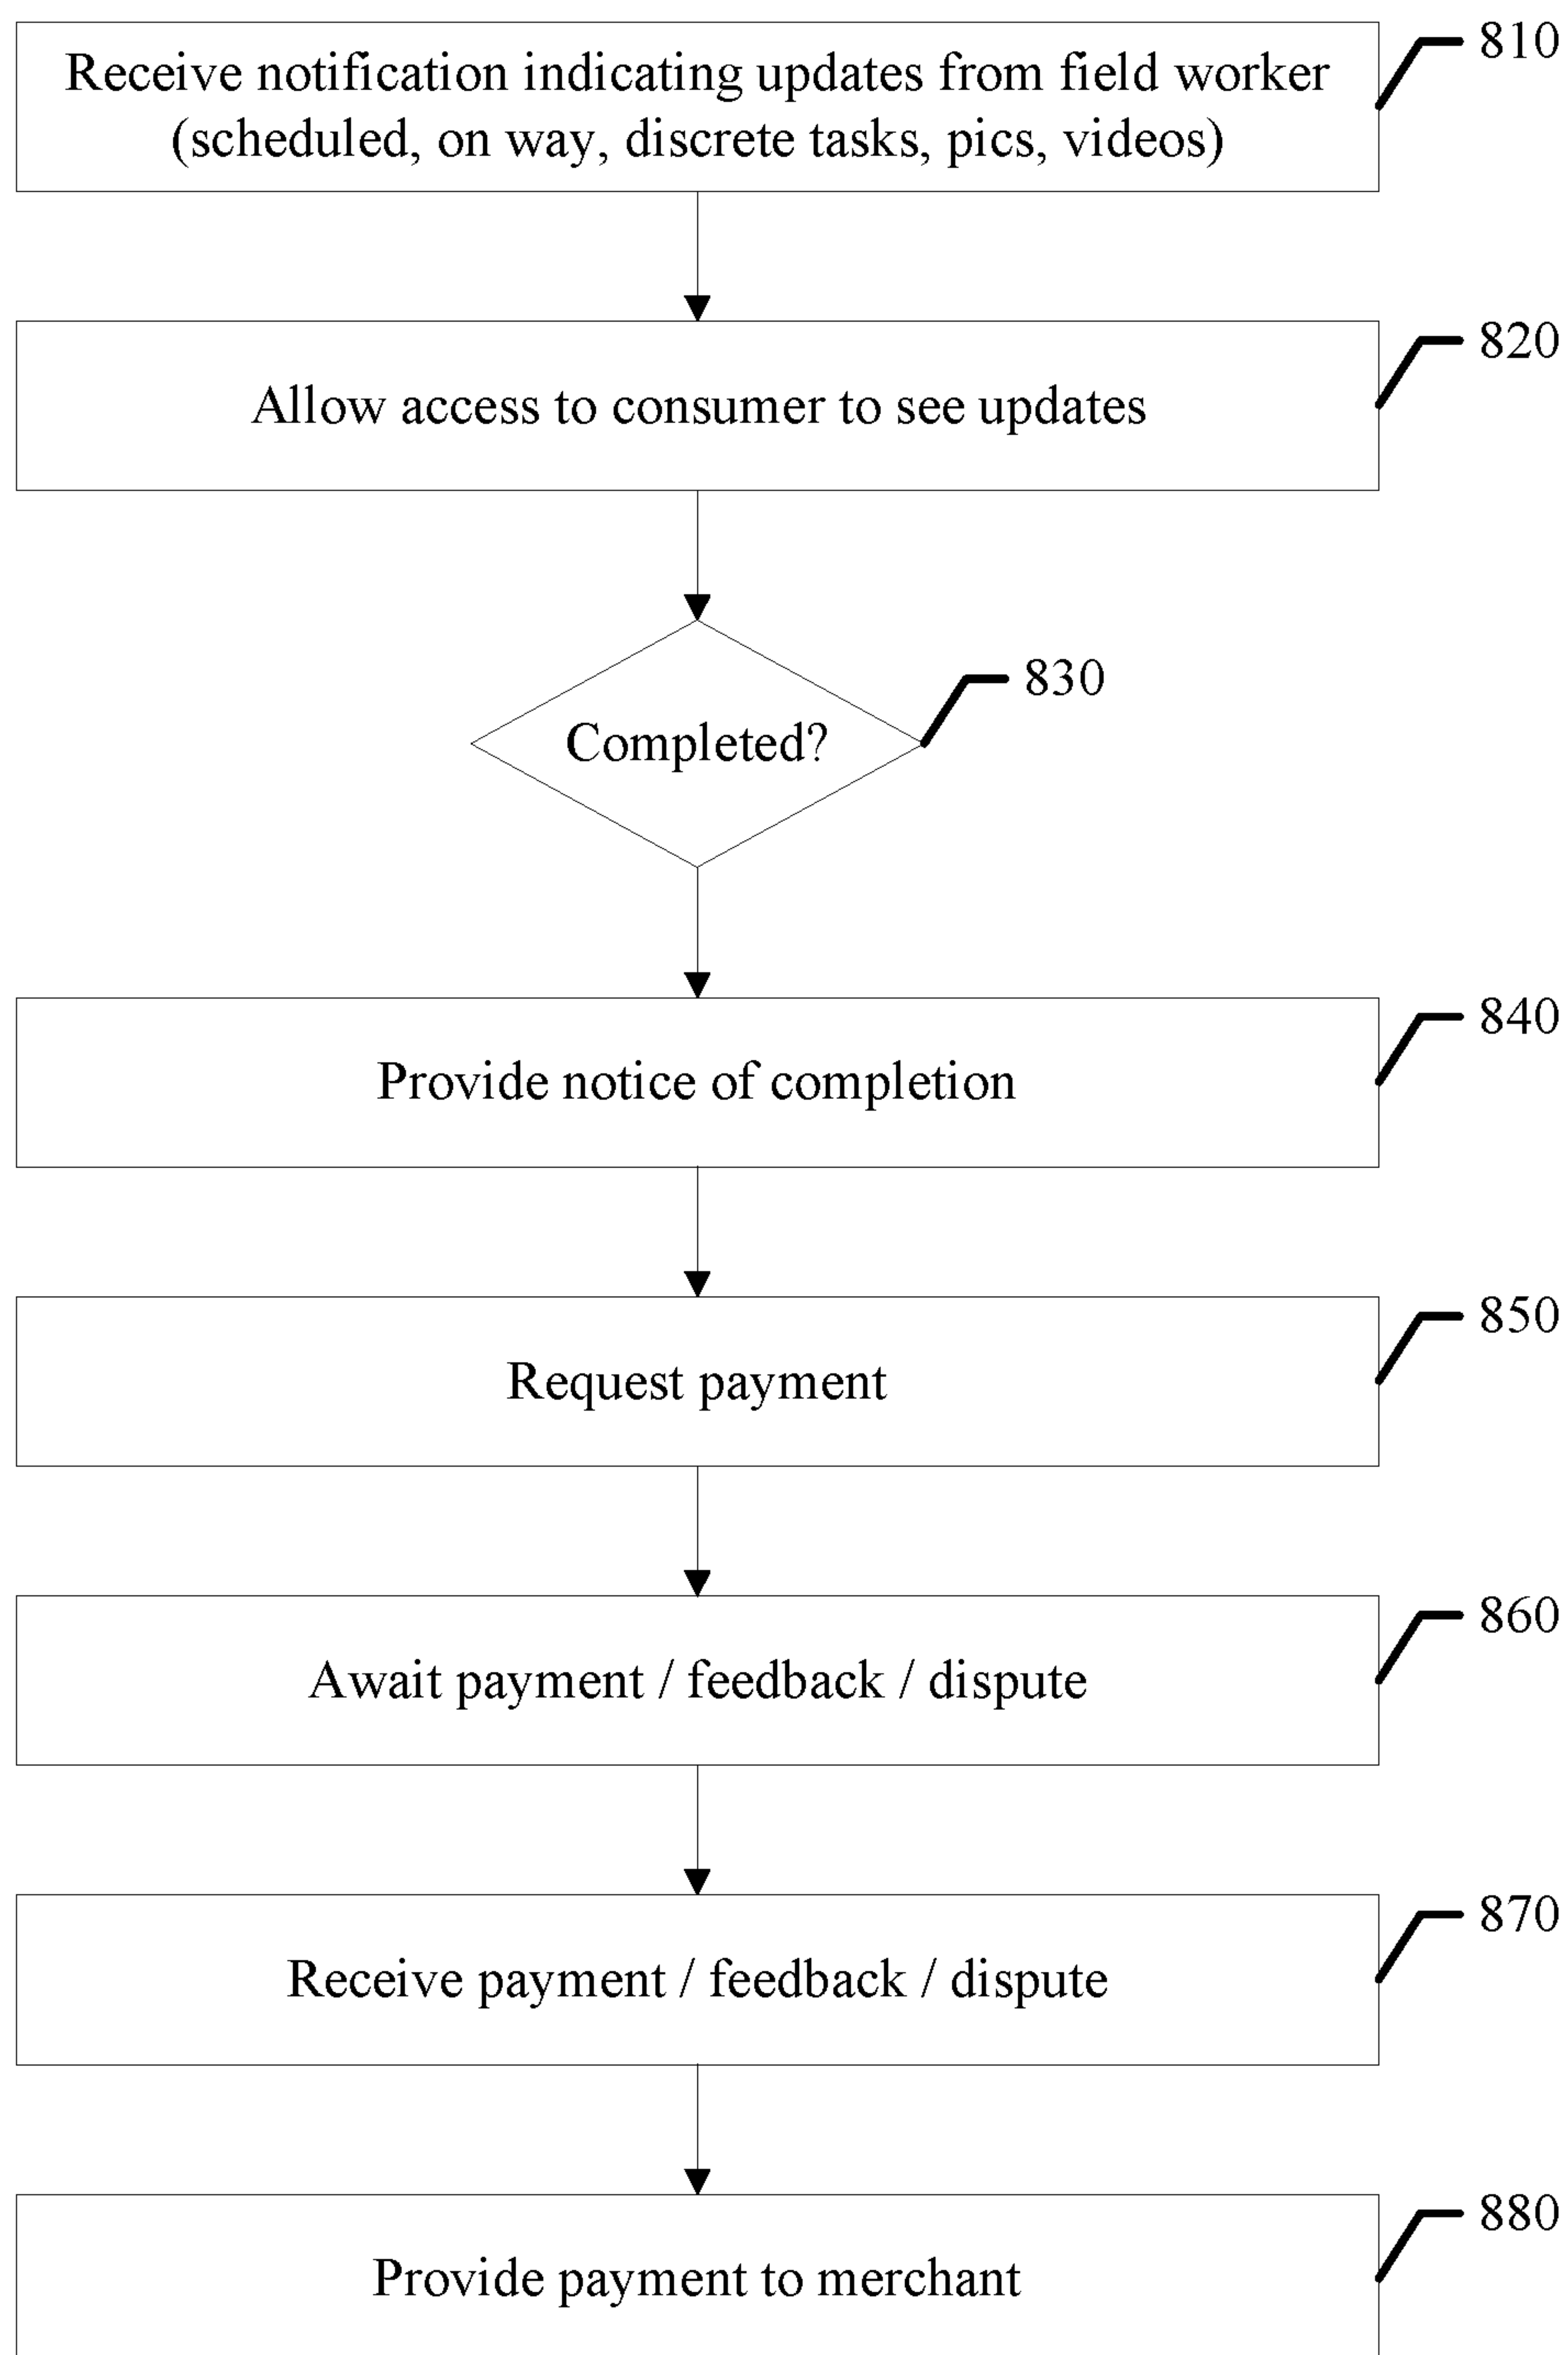 810
Receive notification indicating updates from field worker
(scheduled, on way, discrete tasks, pics, videos)
820
Allow access to consumer to see updates
830
Completed?
840
Provide notice of completion
850
Request payment
860
Await payment / feedback / dispute
870
Receive payment / feedback / dispute
880
Provide payment to merchant